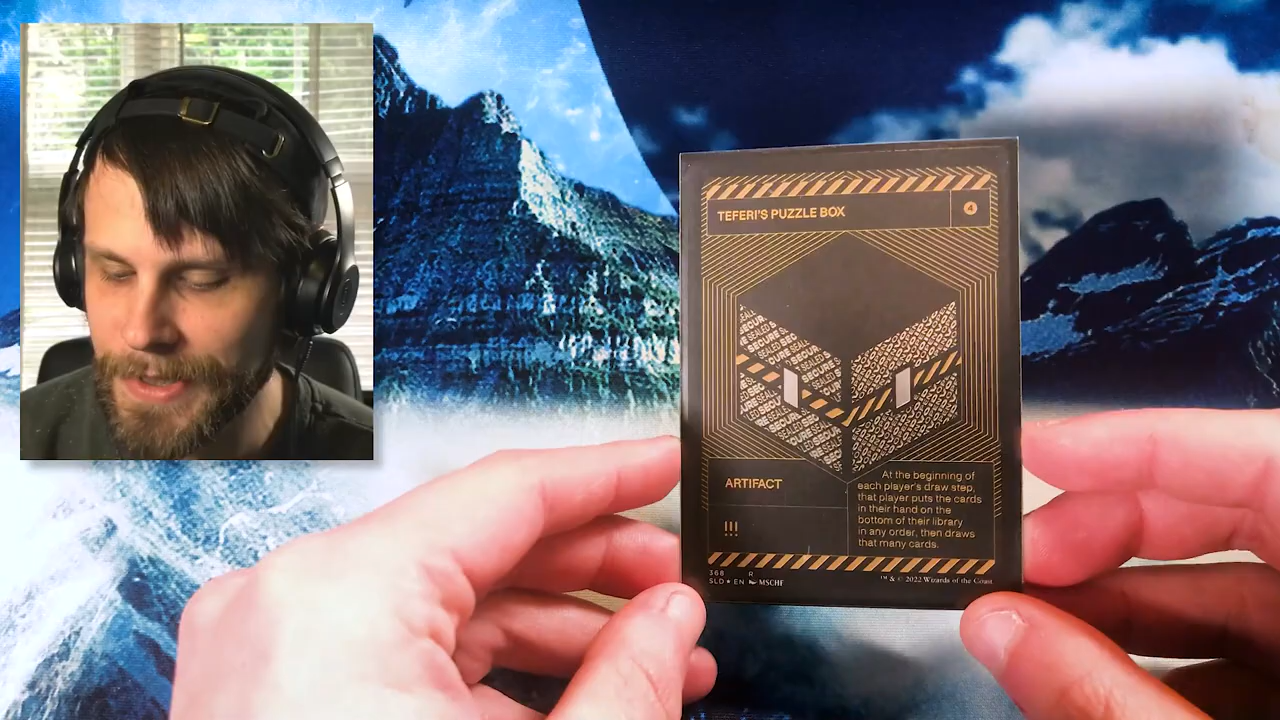 TEFERI'S PUZZLE BOX
4
SEALED SECURE
ARTIFACT
!!!
At the beginning of
each player's draw step,
that player puts the cards
in their hand on the
bottom of their library
in any order, then draws
that many cards.
368 R
SLD★EN MSCHF
™ & © 2022 Wizards of the Coast